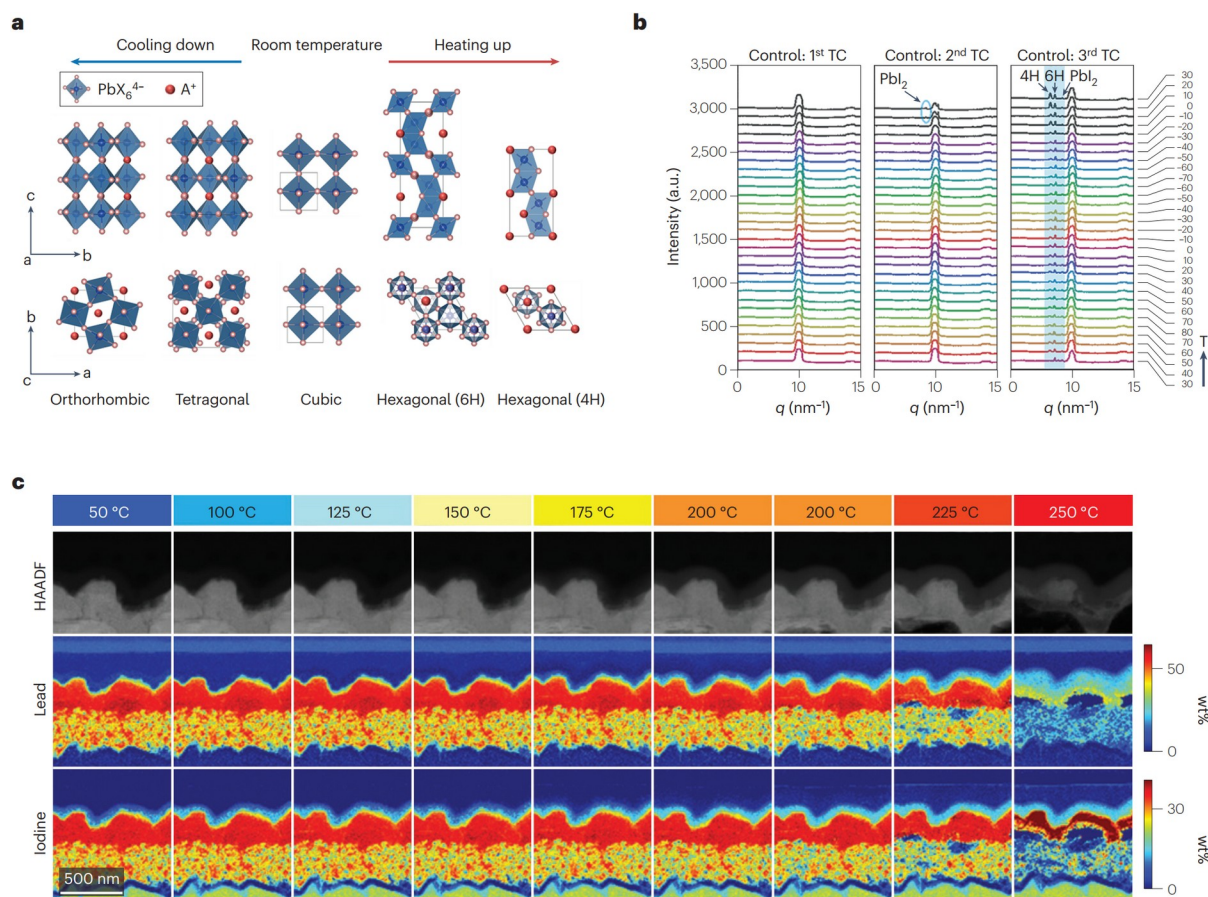 a
Cooling down
Room temperature
Heating up
PbX₆⁴⁻
A⁺
c
a
b
b
c
a
Orthorhombic
Tetragonal
Cubic
Hexagonal (6H)
Hexagonal (4H)
b
Control: 1ˢᵗ TC
Control: 2ⁿᵈ TC
Control: 3ʳᵈ TC
3,500
3,000
2,500
2,000
1,500
1,000
500
0
Intensity (a.u.)
PbI₂
4H 6H PbI₂
30
20
10
0
–10
–20
–30
–40
–50
–60
–70
–60
–50
–40
–30
–20
–10
0
10
20
30
40
50
60
70
80
70
60
50
40
30
T
0 10 15
0 10 15
0 10 15
q (nm⁻¹)
q (nm⁻¹)
q (nm⁻¹)
c
50 °C
100 °C
125 °C
150 °C
175 °C
200 °C
200 °C
225 °C
250 °C
HAADF
Lead
50
0
wt%
Iodine
30
0
wt%
500 nm